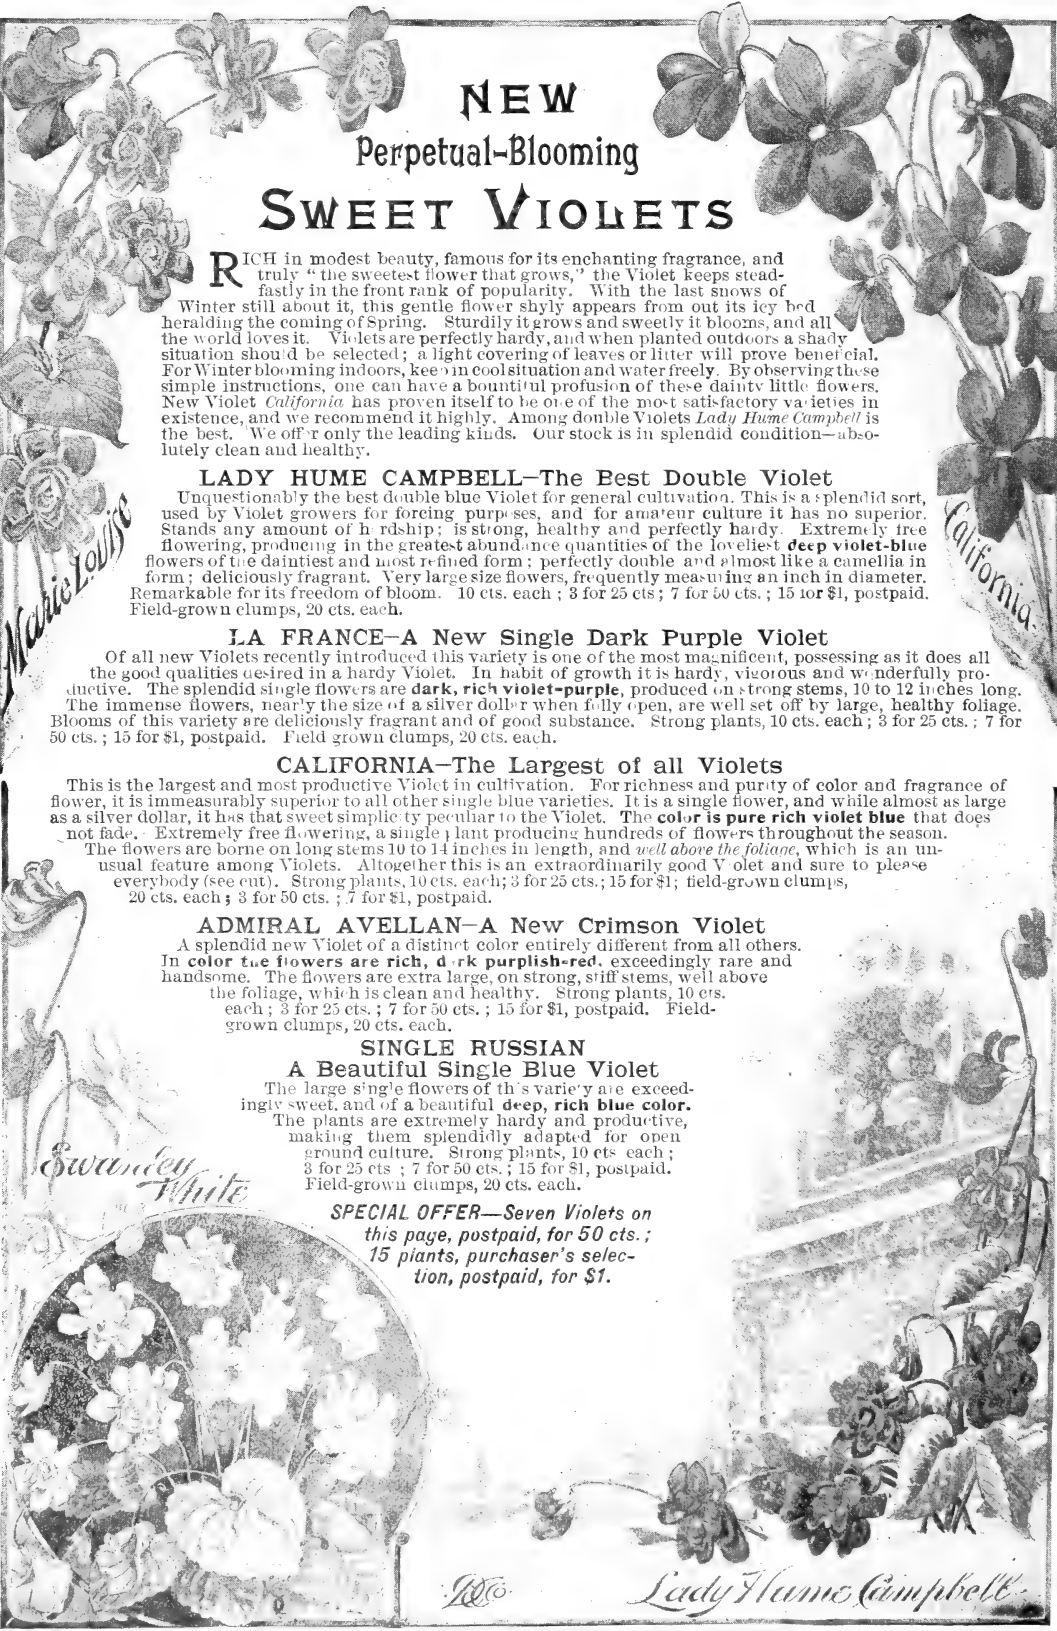 NEW
Perpetual-Blooming
SWEET VIOLETS
RICH in modest beauty, famous for its enchanting fragrance, and
truly "the sweetest flower that grows," the Violet keeps stead-
fastly in the front rank of popularity. With the last snows of
Winter still about it, this gentle flower shyly appears from out its icy bed
heralding the coming of Spring. Sturdily it grows and sweetly it blooms, and all
the world loves it. Violets are perfectly hardy, and when planted outdoors a shady
situation should be selected; a light covering of leaves or litter will prove beneficial.
For Winter blooming indoors, keep in cool situation and water freely. By observing these
simple instructions, one can have a bountiful profusion of these dainty little flowers.
New Violet California has proven itself to be one of the most satisfactory varieties in
existence, and we recommend it highly. Among double Violets Lady Hume Campbell is
the best. We offer only the leading kinds. Our stock is in splendid condition—abso-
lutely clean and healthy.
LADY HUME CAMPBELL—The Best Double Violet
Unquestionably the best double blue Violet for general cultivation. This is a splendid sort,
used by Violet growers for forcing purposes, and for amateur culture it has no superior.
Stands any amount of hardship; is strong, healthy and perfectly hardy. Extremely free
flowering, producing in the greatest abundance quantities of the loveliest deep violet-blue
flowers of the daintiest and most refined form; perfectly double and almost like a camellia in
form; deliciously fragrant. Very large size flowers, frequently measuring an inch in diameter.
Remarkable for its freedom of bloom. 10 cts. each; 3 for 25 cts; 7 for 50 cts.; 15 for $1, postpaid.
Field-grown clumps, 20 cts. each.
LA FRANCE—A New Single Dark Purple Violet
Of all new Violets recently introduced this variety is one of the most magnificent, possessing as it does all
the good qualities desired in a hardy Violet. In habit of growth it is hardy, vigorous and wonderfully pro-
ductive. The splendid single flowers are dark, rich violet-purple, produced on strong stems, 10 to 12 inches long.
The immense flowers, nearly the size of a silver dollar when fully open, are well set off by large, healthy foliage.
Blooms of this variety are deliciously fragrant and of good substance. Strong plants, 10 cts. each; 3 for 25 cts.; 7 for
50 cts.; 15 for $1, postpaid. Field grown clumps, 20 cts. each.
CALIFORNIA—The Largest of all Violets
This is the largest and most productive Violet in cultivation. For richness and purity of color and fragrance of
flower, it is immeasurably superior to all other single blue varieties. It is a single flower, and while almost as large
as a silver dollar, it has that sweet simplicity peculiar to the Violet. The color is pure rich violet blue that does
not fade. Extremely free flowering, a single plant producing hundreds of flowers throughout the season.
The flowers are borne on long stems 10 to 14 inches in length, and well above the foliage, which is an un-
usual feature among Violets. Altogether this is an extraordinarily good Violet and sure to please
everybody (see cut). Strong plants, 10 cts. each; 3 for 25 cts.; 15 for $1; field-grown clumps,
20 cts. each; 3 for 50 cts.; 7 for $1, postpaid.
ADMIRAL AVELLAN—A New Crimson Violet
A splendid new Violet of a distinct color entirely different from all others.
In color the flowers are rich, dark purplish-red, exceedingly rare and
handsome. The flowers are extra large, on strong, stiff stems, well above
the foliage, which is clean and healthy. Strong plants, 10 cts.
each; 3 for 25 cts.; 7 for 50 cts.; 15 for $1, postpaid. Field-
grown clumps, 20 cts. each.
SINGLE RUSSIAN
A Beautiful Single Blue Violet
The large single flowers of this variety are exceed-
ingly sweet, and of a beautiful deep, rich blue color.
The plants are extremely hardy and productive,
making them splendidly adapted for open
ground culture. Strong plants, 10 cts each;
3 for 25 cts; 7 for 50 cts.; 15 for $1, postpaid.
Field-grown clumps, 20 cts. each.
SPECIAL OFFER—Seven Violets on
this page, postpaid, for 50 cts.;
15 plants, purchaser's selec-
tion, postpaid, for $1.
Marie Louise
California
Swanley
White
Lady Hume Campbell